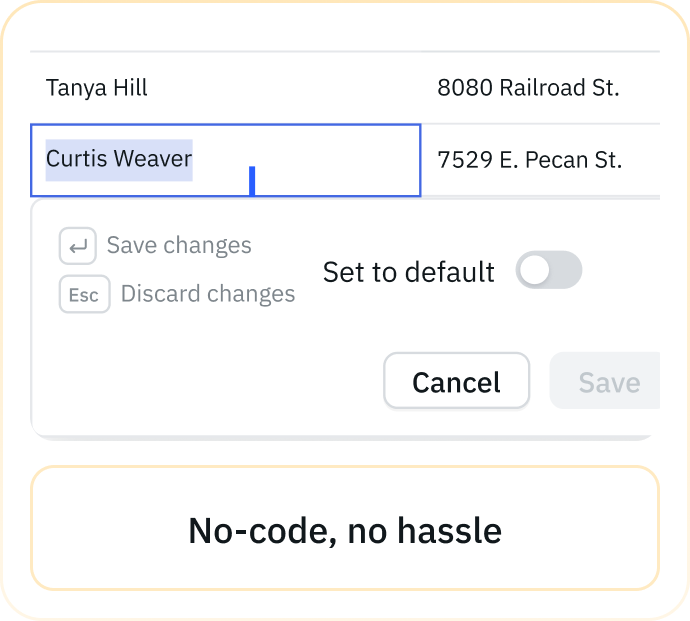 Tanya Hill 8080 Railroad St.
Curtis Weaver 7529 E. Pecan St.
↵ Save changes
Esc Discard changes
Set to default
Cancel Save
No-code, no hassle